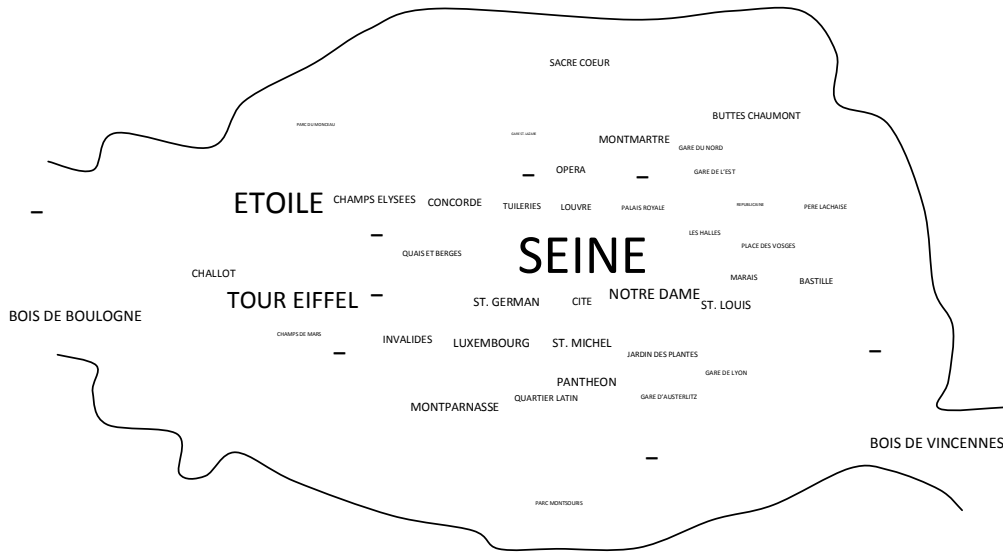 SACRE COEUR
BUTTES CHAUMONT
PARC DU MONCEAU
GARE ST LAZARE
MONTMARTRE
GARE DU NORD
OPERA
GARE DE L'EST
ETOILE
CHAMPS ELYSEES
CONCORDE
TUILERIES
LOUVRE
PALAIS ROYALE
PERE LACHAISE
LES HALLES
PLACE DES VOSGES
QUAIS ET BERGES
SEINE
CHALLOT
MARAIS
BASTILLE
TOUR EIFFEL
ST. GERMAN
CITE
NOTRE DAME
ST. LOUIS
BOIS DE BOULOGNE
CHAMPS DE MARS
INVALIDES
LUXEMBOURG
ST. MICHEL
JARDIN DES PLANTES
GARE DE LYON
PANTHEON
QUARTIER LATIN
GARE D'AUSTERLITZ
MONTPARNASSE
BOIS DE VINCENNES
PARC MONTSOURIS